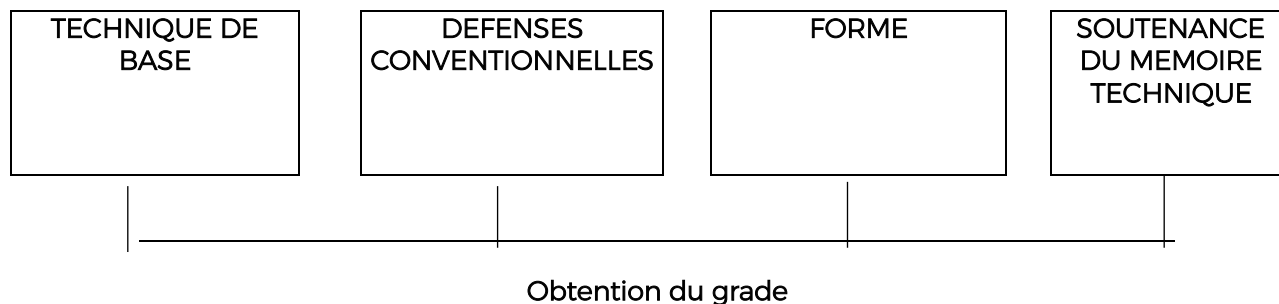 TECHNIQUE DE
BASE
DEFENSES
CONVENTIONNELLES
FORME
SOUTENANCE
DU MEMOIRE
TECHNIQUE
Obtention du grade